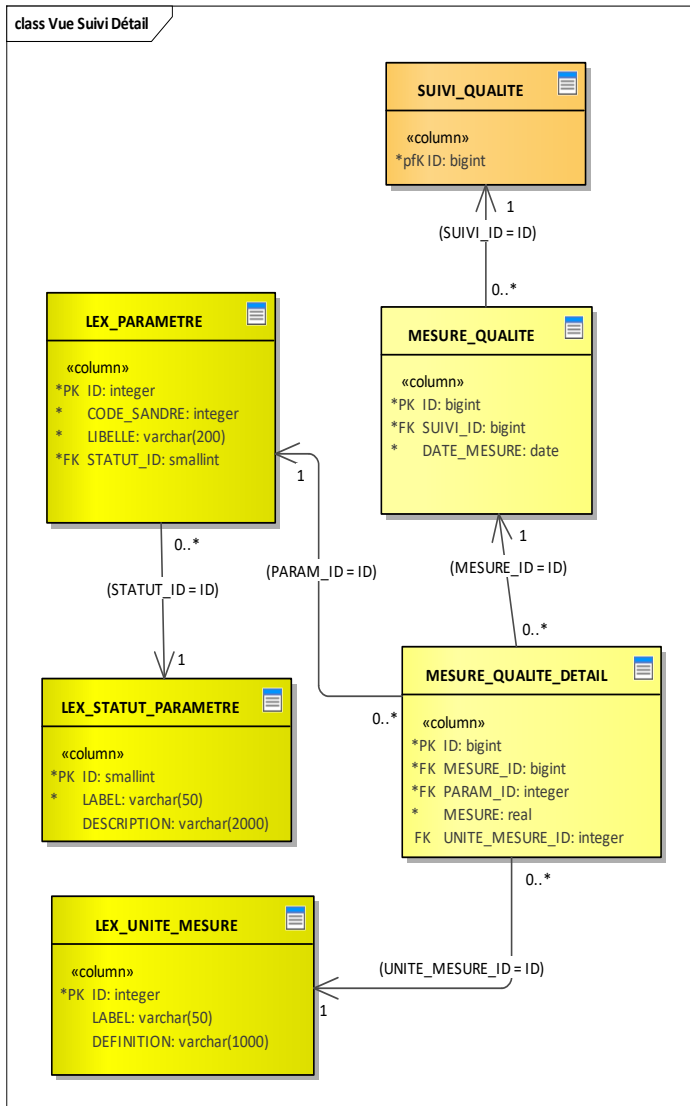 class Vue Suivi Détail
SUIVI_QUALITE
«column»
*pfK ID: bigint
1
(SUIVI_ID = ID)
0..*
LEX_PARAMETRE
«column»
*PK ID: integer
* CODE_SANDRE: integer
* LIBELLE: varchar(200)
*FK STATUT_ID: smallint
MESURE_QUALITE
«column»
*PK ID: bigint
*FK SUIVI_ID: bigint
* DATE_MESURE: date
1
0..*
1
(PARAM_ID = ID)
(MESURE_ID = ID)
(STATUT_ID = ID)
0..*
1
LEX_STATUT_PARAMETRE
«column»
*PK ID: smallint
* LABEL: varchar(50)
DESCRIPTION: varchar(2000)
MESURE_QUALITE_DETAIL
0..*
«column»
*PK ID: bigint
*FK MESURE_ID: bigint
*FK PARAM_ID: integer
* MESURE: real
FK UNITE_MESURE_ID: integer
0..*
LEX_UNITE_MESURE
«column»
*PK ID: integer
LABEL: varchar(50)
DEFINITION: varchar(1000)
(UNITE_MESURE_ID = ID)
1